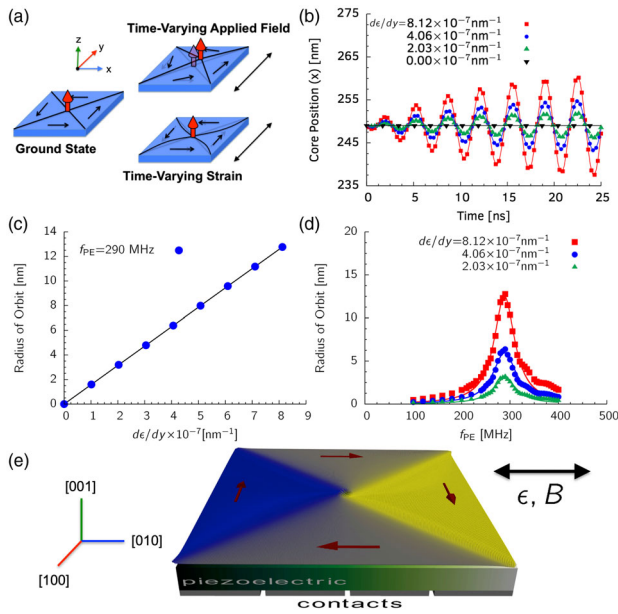 (a)
Time-Varying Applied Field
z
y
x
Ground State
Time-Varying Strain
(b)
dϵ/dy=8.12×10⁻⁷nm⁻¹
4.06×10⁻⁷nm⁻¹
2.03×10⁻⁷nm⁻¹
0.00×10⁻⁷nm⁻¹
Core Position (x) [nm]
275
265
255
245
235
0 5 10 15 20 25
Time [ns]
(c)
f_PE=290 MHz
Radius of Orbit [nm]
14
12
10
8
6
4
2
0
0 1 2 3 4 5 6 7 8 9
dϵ/dy×10⁻⁷[nm⁻¹]
(d)
dϵ/dy=8.12×10⁻⁷nm⁻¹
4.06×10⁻⁷nm⁻¹
2.03×10⁻⁷nm⁻¹
Radius of Orbit [nm]
20
15
10
5
0
0 100 200 300 400 500
f_PE [MHz]
(e)
[001]
[010]
[100]
ϵ, B
piezoelectric
contacts